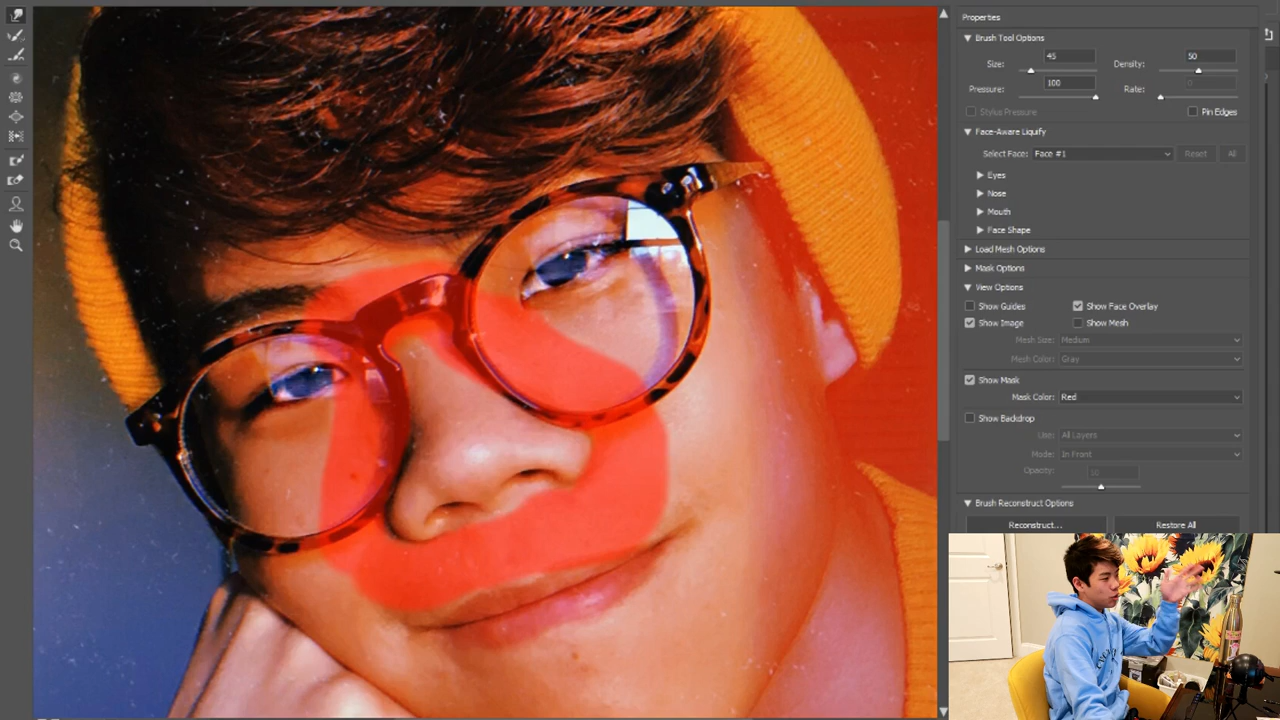 Properties
Brush Tool Options
Size: 45 Density: 50
Pressure: 100 Rate: 0
Stylus Pressure Pin Edges
Face-Aware Liquify
Select Face: Face #1 Reset All
Eyes
Nose
Mouth
Face Shape
Load Mesh Options
Mask Options
View Options
Show Guides Show Face Overlay
Show Image Show Mesh
Mesh Size: Medium
Mesh Color: Gray
Show Mask
Mask Color: Red
Show Backdrop
Use: All Layers
Mode: In Front
Opacity:
Brush Reconstruct Options
Reconstruct... Restore All